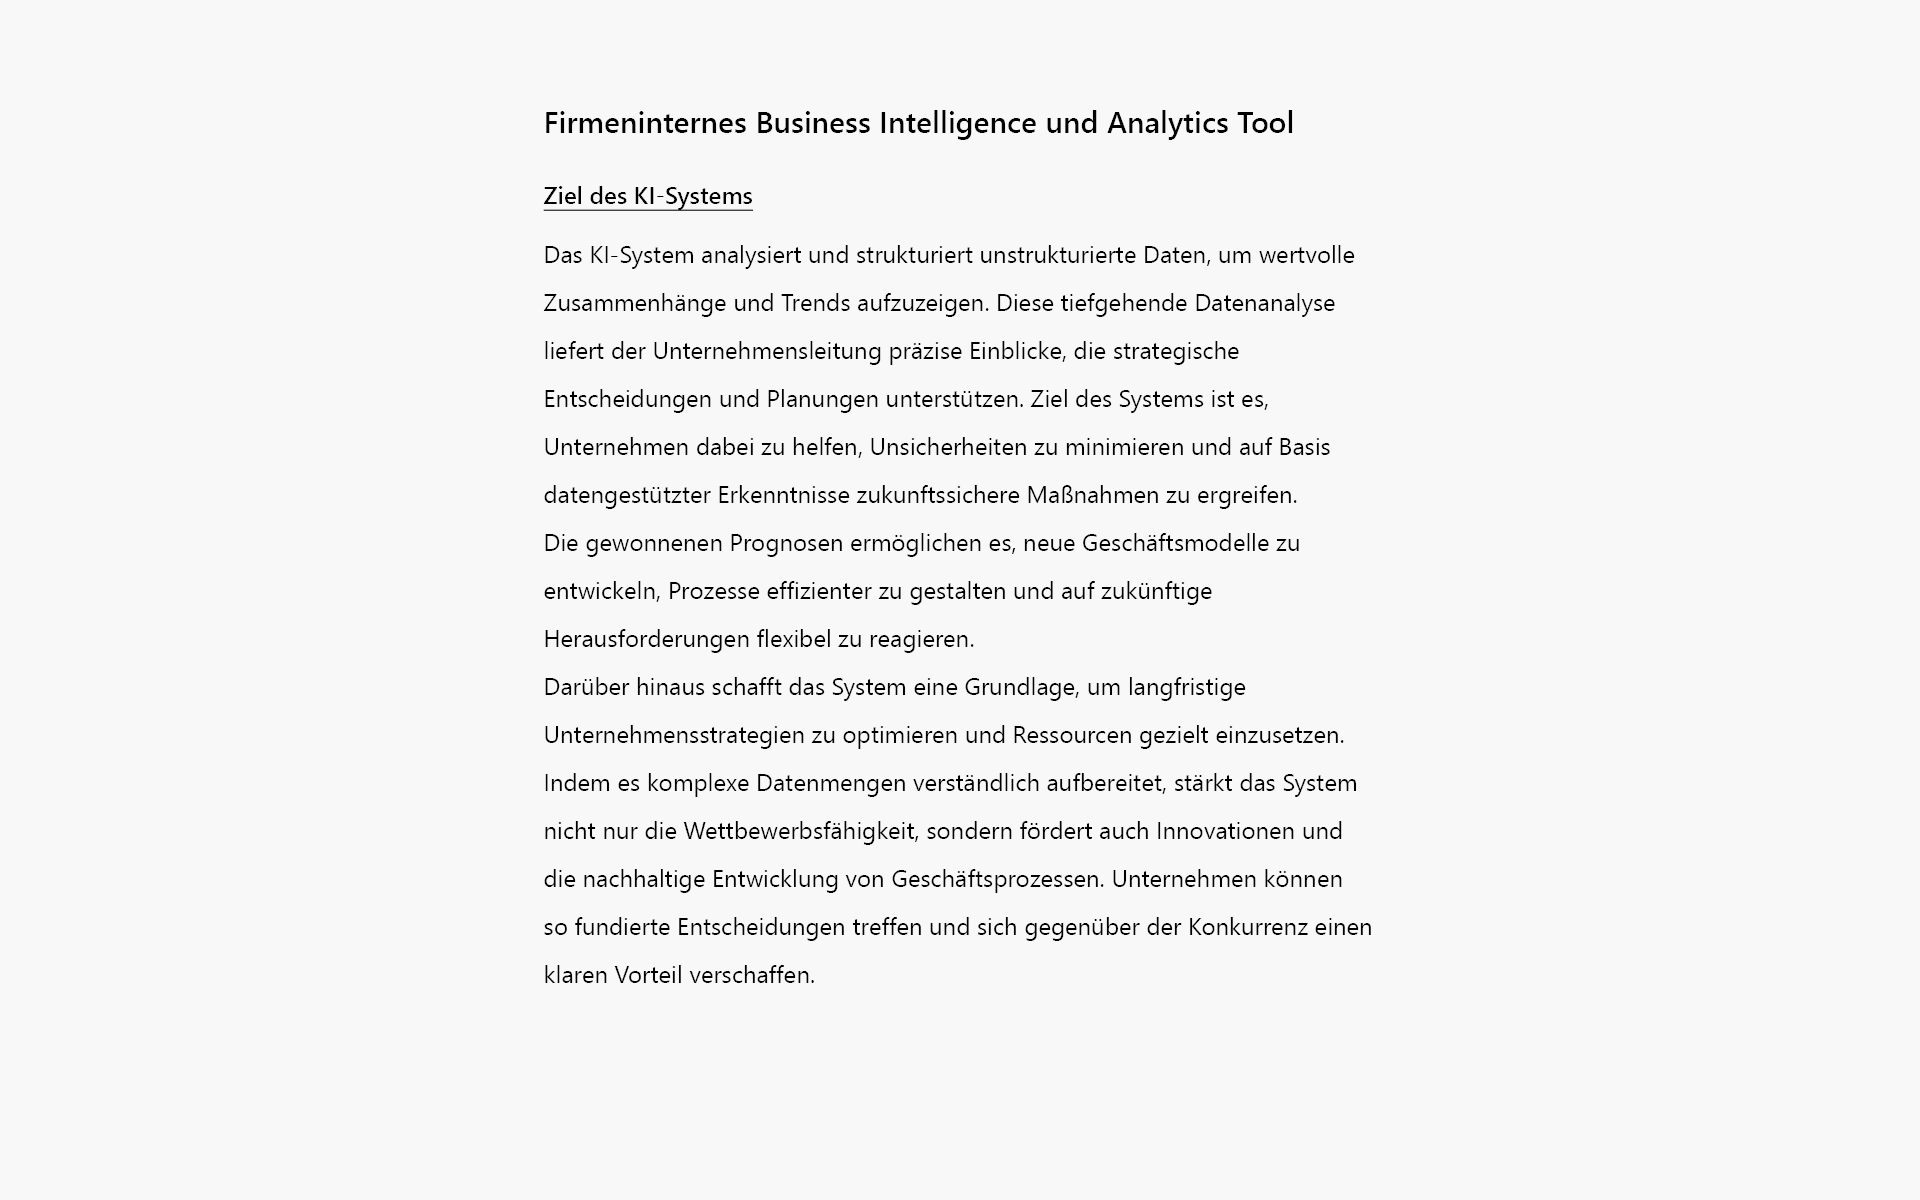 Firmeninternes Business Intelligence und Analytics Tool
Ziel des KI-Systems
Das KI-System analysiert und strukturiert unstrukturierte Daten, um wertvolle
Zusammenhänge und Trends aufzuzeigen. Diese tiefgehende Datenanalyse
liefert der Unternehmensleitung präzise Einblicke, die strategische
Entscheidungen und Planungen unterstützen. Ziel des Systems ist es,
Unternehmen dabei zu helfen, Unsicherheiten zu minimieren und auf Basis
datengestützter Erkenntnisse zukunftssichere Maßnahmen zu ergreifen.
Die gewonnenen Prognosen ermöglichen es, neue Geschäftsmodelle zu
entwickeln, Prozesse effizienter zu gestalten und auf zukünftige
Herausforderungen flexibel zu reagieren.
Darüber hinaus schafft das System eine Grundlage, um langfristige
Unternehmensstrategien zu optimieren und Ressourcen gezielt einzusetzen.
Indem es komplexe Datenmengen verständlich aufbereitet, stärkt das System
nicht nur die Wettbewerbsfähigkeit, sondern fördert auch Innovationen und
die nachhaltige Entwicklung von Geschäftsprozessen. Unternehmen können
so fundierte Entscheidungen treffen und sich gegenüber der Konkurrenz einen
klaren Vorteil verschaffen.